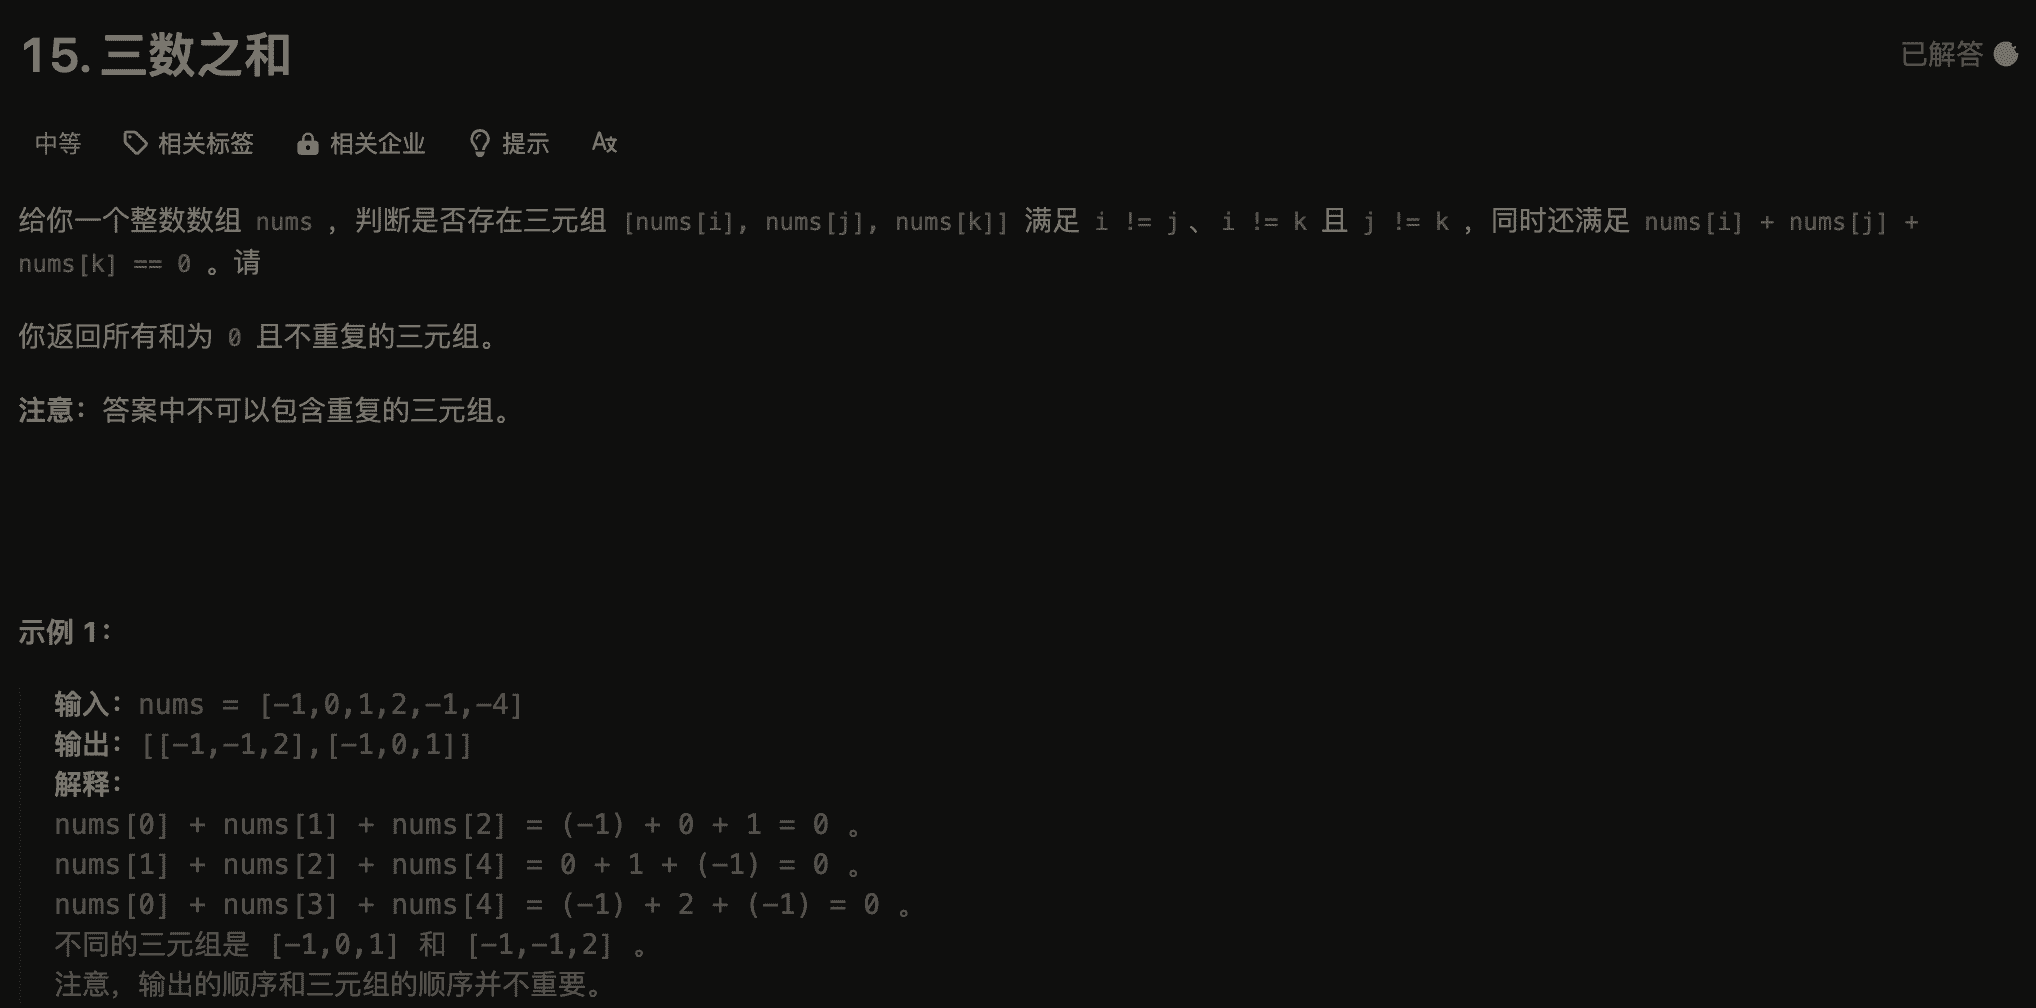 15. 三数之和
已解答
中等 相关标签 相关企业 提示
给你一个整数数组 nums ，判断是否存在三元组 [nums[i], nums[j], nums[k]] 满足 i != j 、i != k 且 j != k ，同时还满足 nums[i] + nums[j] +
nums[k] == 0 。请
你返回所有和为 0 且不重复的三元组。
注意：答案中不可以包含重复的三元组。
示例 1：
输入：nums = [-1,0,1,2,-1,-4]
输出：[[-1,-1,2],[-1,0,1]]
解释：
nums[0] + nums[1] + nums[2] = (-1) + 0 + 1 = 0 。
nums[1] + nums[2] + nums[4] = 0 + 1 + (-1) = 0 。
nums[0] + nums[3] + nums[4] = (-1) + 2 + (-1) = 0 。
不同的三元组是 [-1,0,1] 和 [-1,-1,2] 。
注意，输出的顺序和三元组的顺序并不重要。